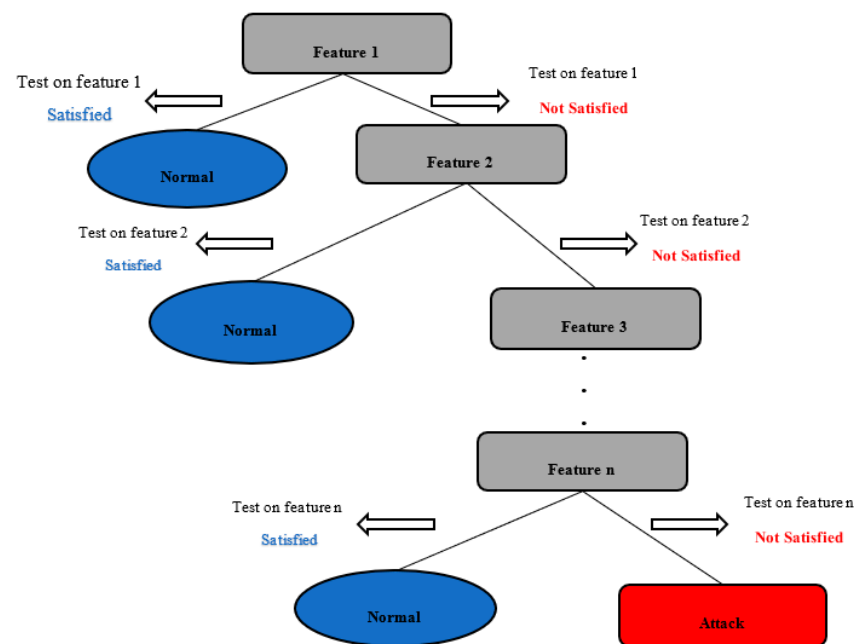 Feature 1
Test on feature 1
Satisfied
Test on feature 1
Not Satisfied
Normal
Feature 2
Test on feature 2
Satisfied
Test on feature 2
Not Satisfied
Normal
Feature 3
.
.
.
Feature n
Test on feature n
Satisfied
Test on feature n
Not Satisfied
Normal
Attack